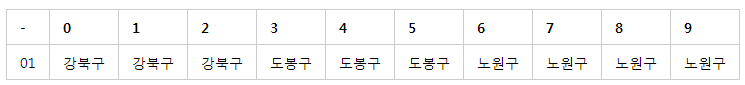 - 0 1 2 3 4 5 6 7 8 9
01 강북구 강북구 강북구 도봉구 도봉구 도봉구 노원구 노원구 노원구 노원구